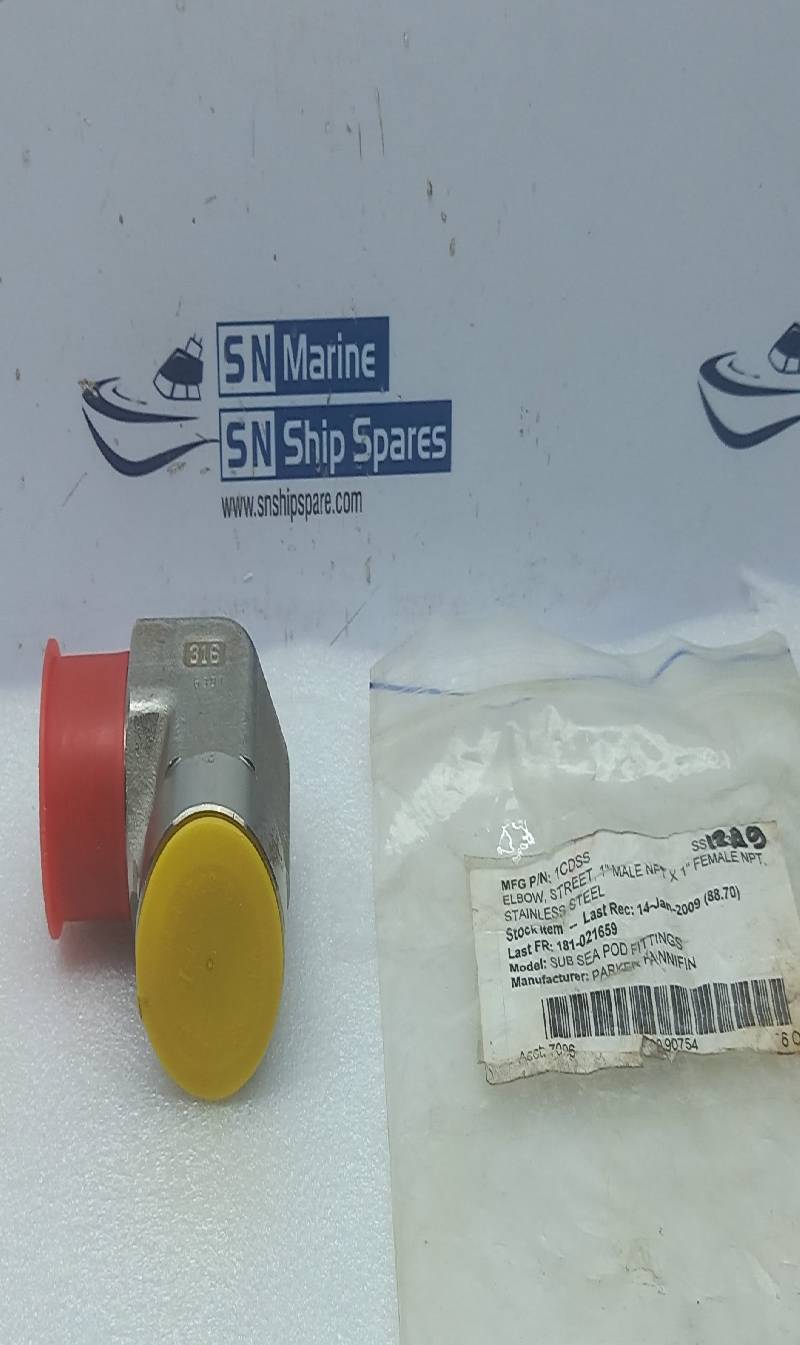 SN Marine
SN Ship Spares
www.snshipspare.com
316
SS
MFG P/N: 1CDSS
ELBOW, STREET, 1" MALE NPT X 1" FEMALE NPT,
STAINLESS STEEL
Stock Item - Last Rec: 14-Jan-2009 (88.70)
Last FR: 181-021659
Model: SUB SEA POD FITTINGS
Manufacturer: PARKER HANNIFIN
90754